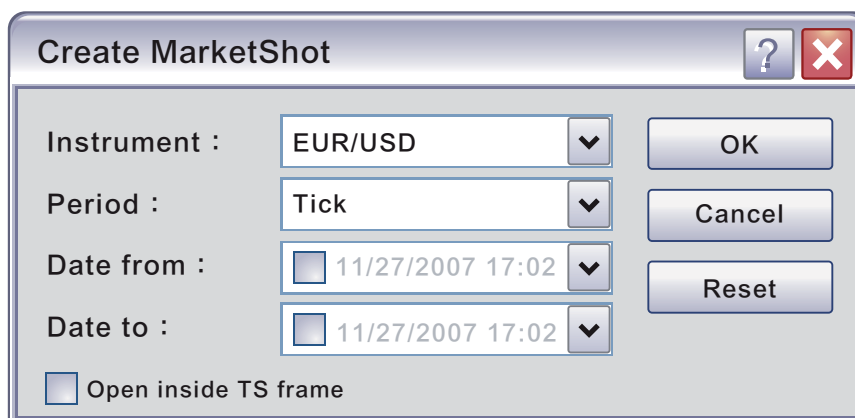 Create MarketShot ?
Instrument : EUR/USD OK
Period : Tick Cancel
Date from : 11/27/2007 17:02 Reset
Date to : 11/27/2007 17:02
Open inside TS frame